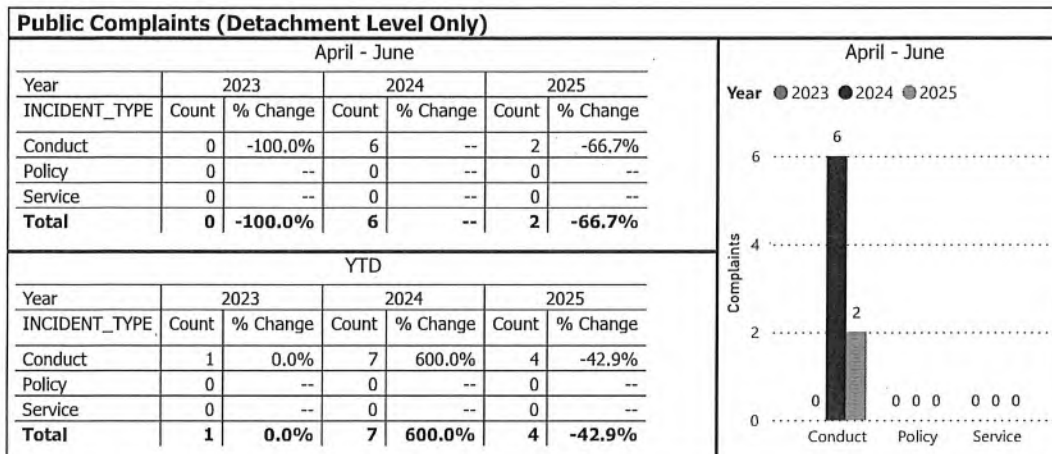 Public Complaints (Detachment Level Only)
April - June
Year 2023 2024 2025
INCIDENT_TYPE Count % Change Count % Change Count % Change
Conduct 0 -100.0% 6 -- 2 -66.7%
Policy 0 -- 0 -- 0 --
Service 0 -- 0 -- 0 --
Total 0 -100.0% 6 -- 2 -66.7%
YTD
Year 2023 2024 2025
INCIDENT_TYPE Count % Change Count % Change Count % Change
Conduct 1 0.0% 7 600.0% 4 -42.9%
Policy 0 -- 0 -- 0 --
Service 0 -- 0 -- 0 --
Total 1 0.0% 7 600.0% 4 -42.9%
April - June
Year 2023 2024 2025
Complaints
6
4
2
0
0 6 2
0 0 0
0 0 0
Conduct Policy Service